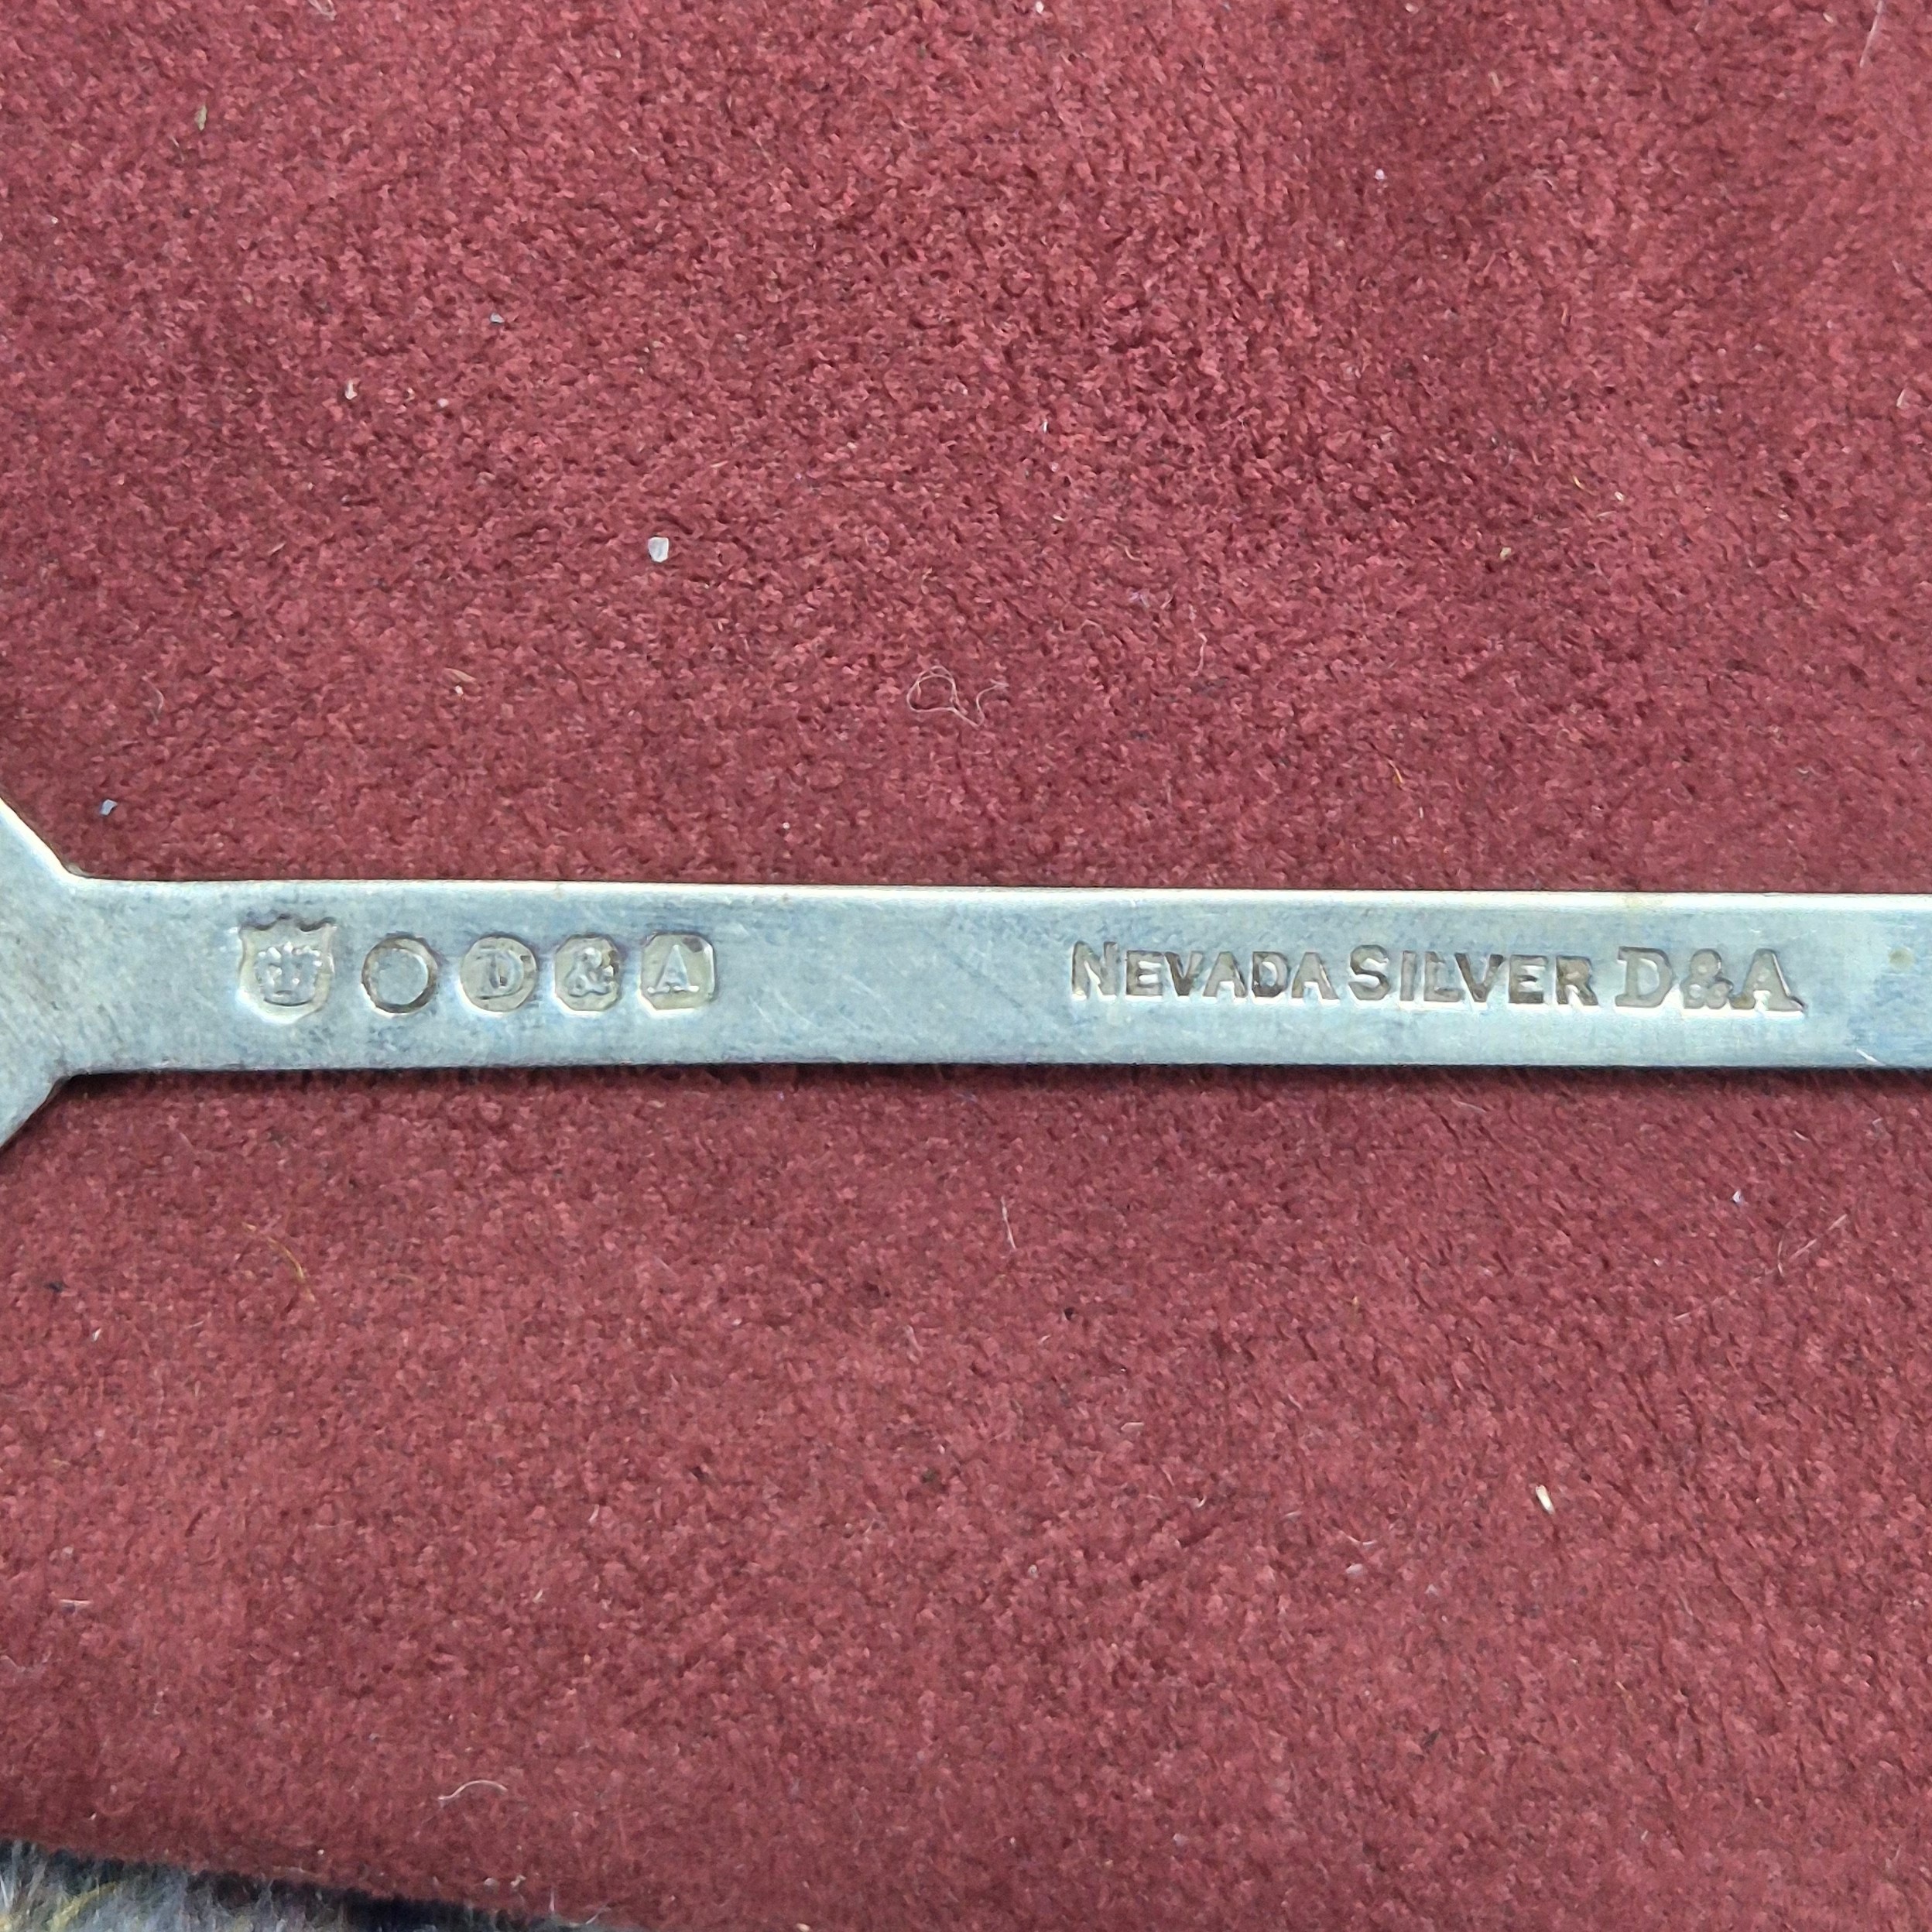 D & A NEVADA SILVER D&A